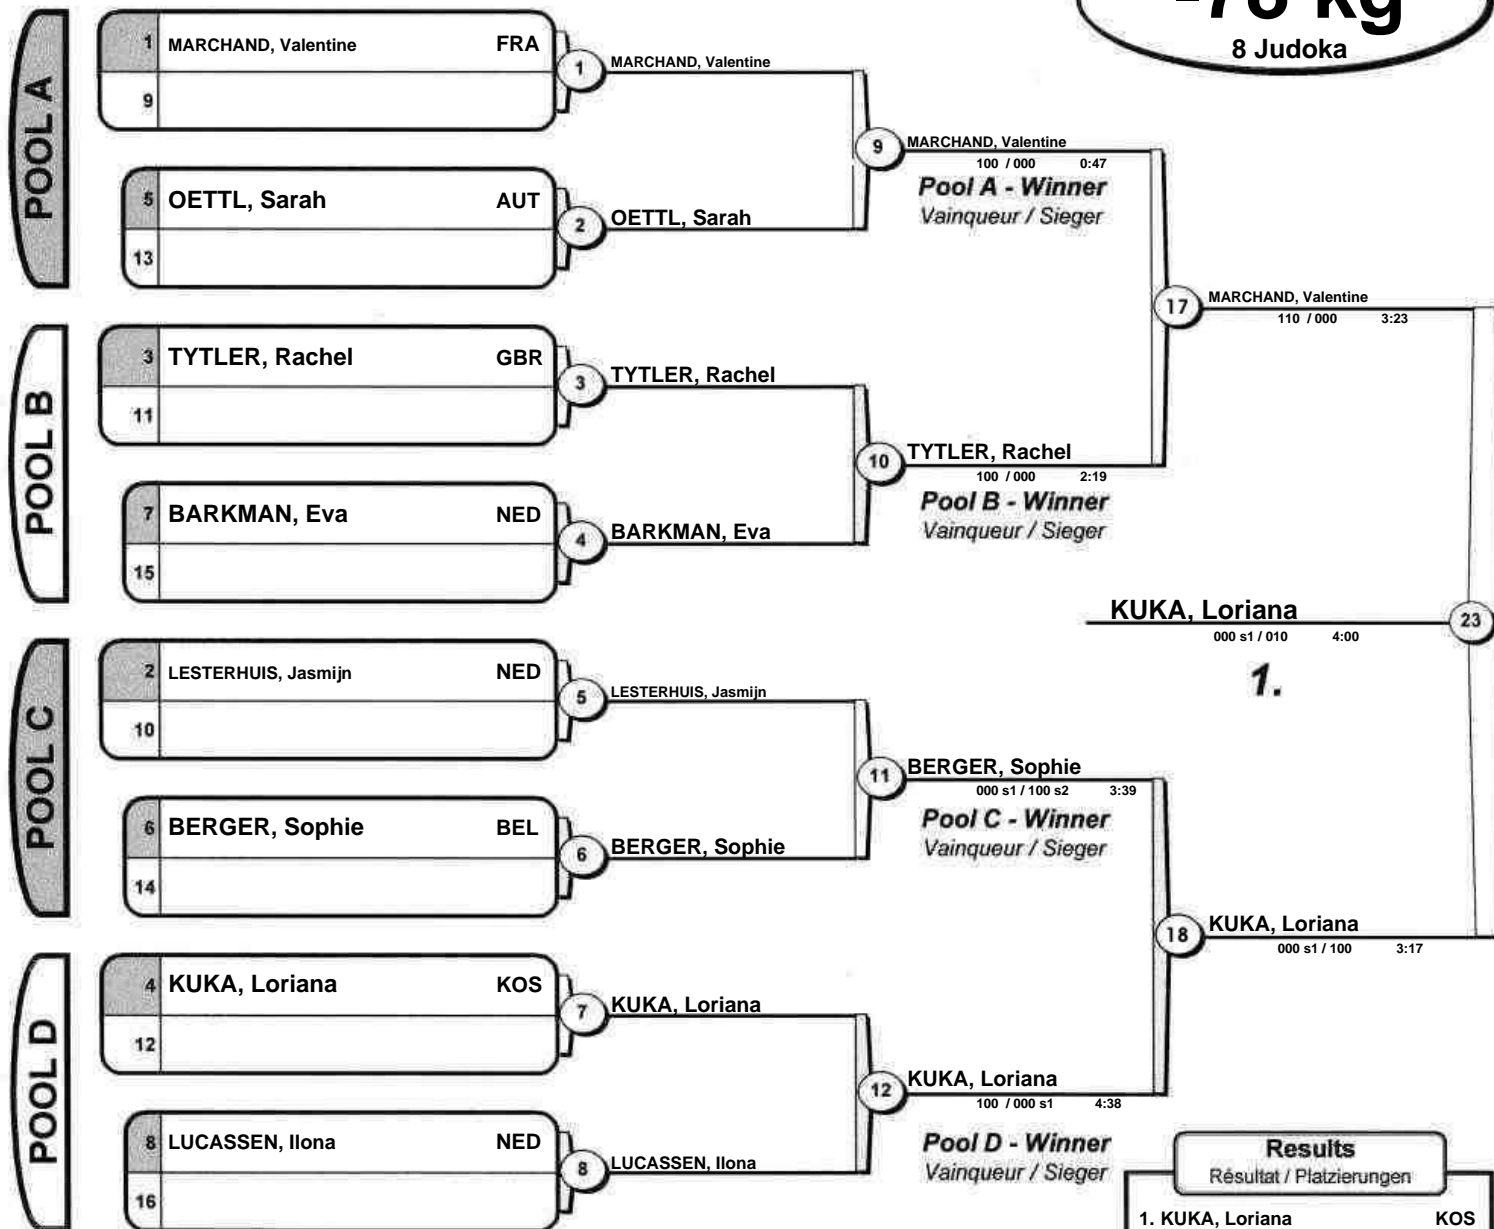 -78 kg
8 Judoka
POOL A
1 MARCHAND, Valentine FRA
9
1 MARCHAND, Valentine
5 OETTL, Sarah AUT
13
2 OETTL, Sarah
9 MARCHAND, Valentine
100 / 000 0:47
Pool A - Winner
Vainqueur / Sieger
POOL B
3 TYTLER, Rachel GBR
11
3 TYTLER, Rachel
7 BARKMAN, Eva NED
15
4 BARKMAN, Eva
10 TYTLER, Rachel
100 / 000 2:19
Pool B - Winner
Vainqueur / Sieger
17 MARCHAND, Valentine
110 / 000 3:23
KUKA, Loriana 23
000 s1 / 010 4:00
1.
POOL C
2 LESTERHUIS, Jasmijn NED
10
5 LESTERHUIS, Jasmijn
6 BERGER, Sophie BEL
14
6 BERGER, Sophie
11 BERGER, Sophie
000 s1 / 100 s2 3:39
Pool C - Winner
Vainqueur / Sieger
18 KUKA, Loriana
000 s1 / 100 3:17
POOL D
4 KUKA, Loriana KOS
12
7 KUKA, Loriana
8 LUCASSEN, Ilona NED
16
8 LUCASSEN, Ilona
12 KUKA, Loriana
100 / 000 s1 4:38
Pool D - Winner
Vainqueur / Sieger
Results
Résultat / Platzierungen
1. KUKA, Loriana KOS